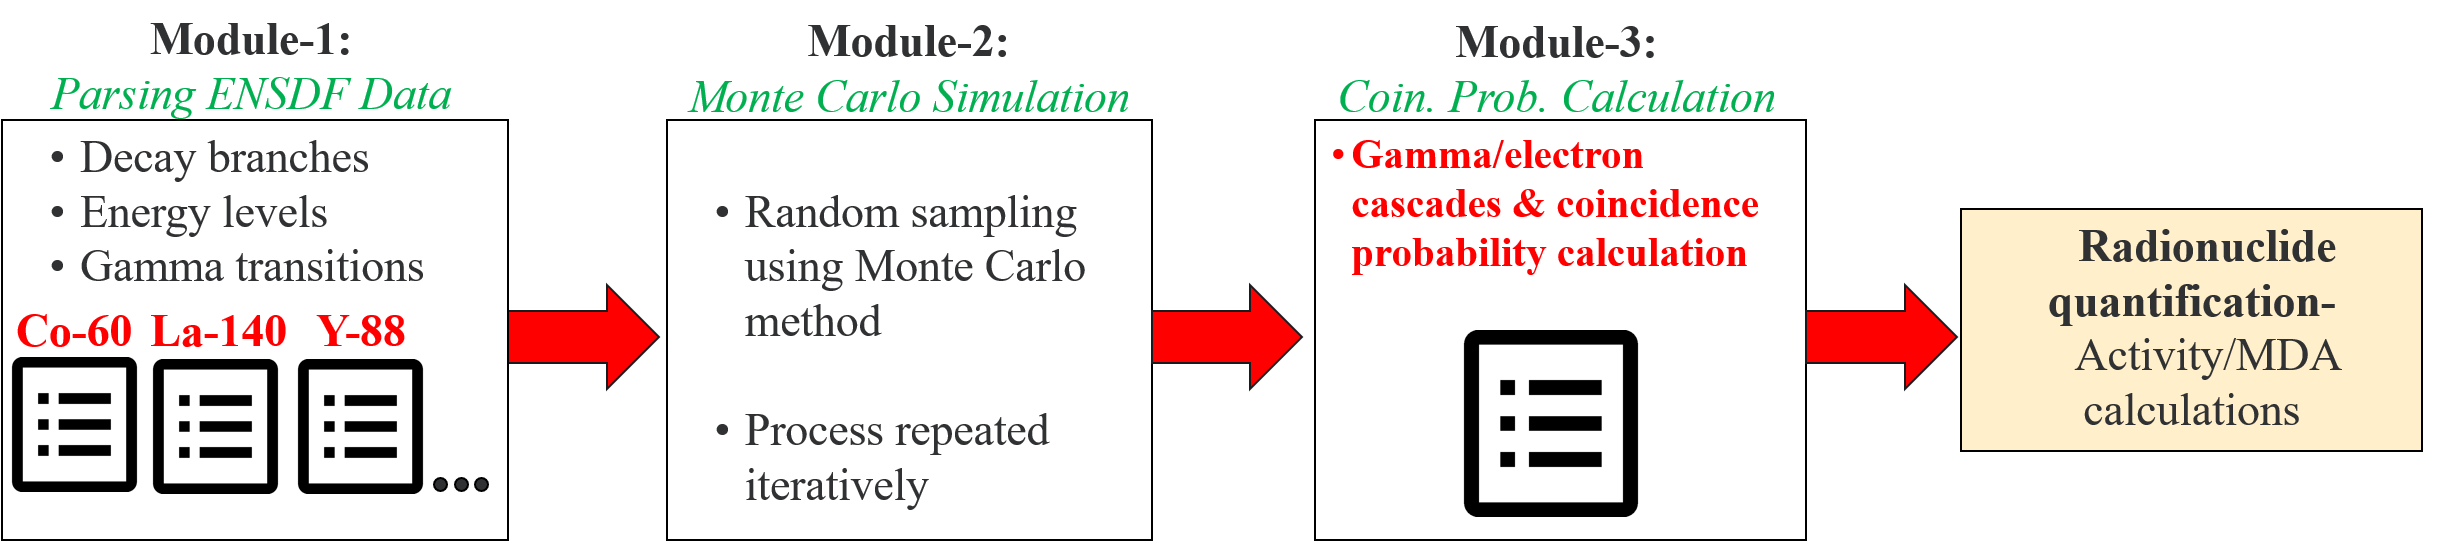 Module-1:
Parsing ENSDF Data
• Decay branches
• Energy levels
• Gamma transitions
Co-60 La-140 Y-88
Module-2:
Monte Carlo Simulation
• Random sampling
using Monte Carlo
method
• Process repeated
iteratively
Module-3:
Coin. Prob. Calculation
• Gamma/electron
cascades & coincidence
probability calculation
Radionuclide
quantification-
Activity/MDA
calculations